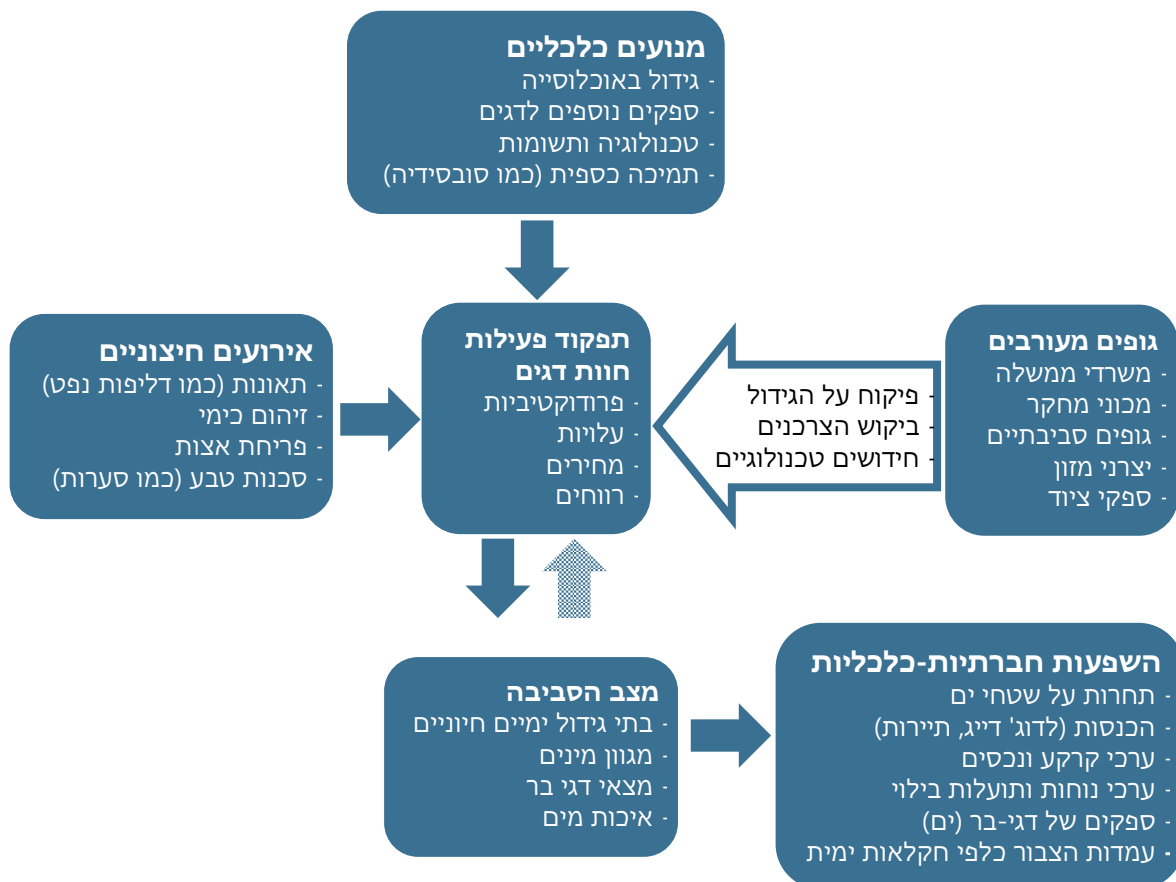 מנועים כלכליים
- גידול באוכלוסייה
- ספקים נוספים לדגים
- טכנולוגיה ותשומות
- תמיכה כספית (כמו סובסידיה)
אירועים חיצוניים
- תאונות (כמו דליפות נפט)
- זיהום כימי
- פריחת אצות
- סכנות טבע (כמו סערות)
תפקוד פעילות
חוות דגים
- פרודוקטיביות
- עלויות
- מחירים
- רווחים
- פיקוח על הגידול
- ביקוש הצרכנים
- חידושים טכנולוגיים
גופים מעורבים
- משרדי ממשלה
- מכוני מחקר
- גופים סביבתיים
- יצרני מזון
- ספקי ציוד
מצב הסביבה
- בתי גידול ימיים חיוניים
- מגוון מינים
- מצאי דגי בר
- איכות מים
השפעות חברתיות-כלכליות
- תחרות על שטחי ים
- הכנסות (לדוג' דייג, תיירות)
- ערכי קרקע ונכסים
- ערכי נוחות ותועלות בילוי
- ספקים של דגי-בר (ים)
- עמדות הצבור כלפי חקלאות ימית